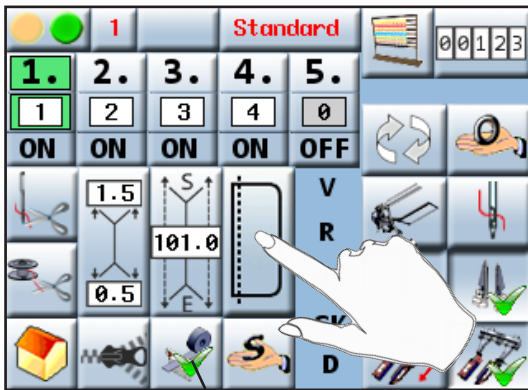 1 Standard
00123
1. 2. 3. 4. 5.
1 2 3 4 0
ON ON ON ON OFF
O
1.5 S V
101.0 R
0.5 E
S D